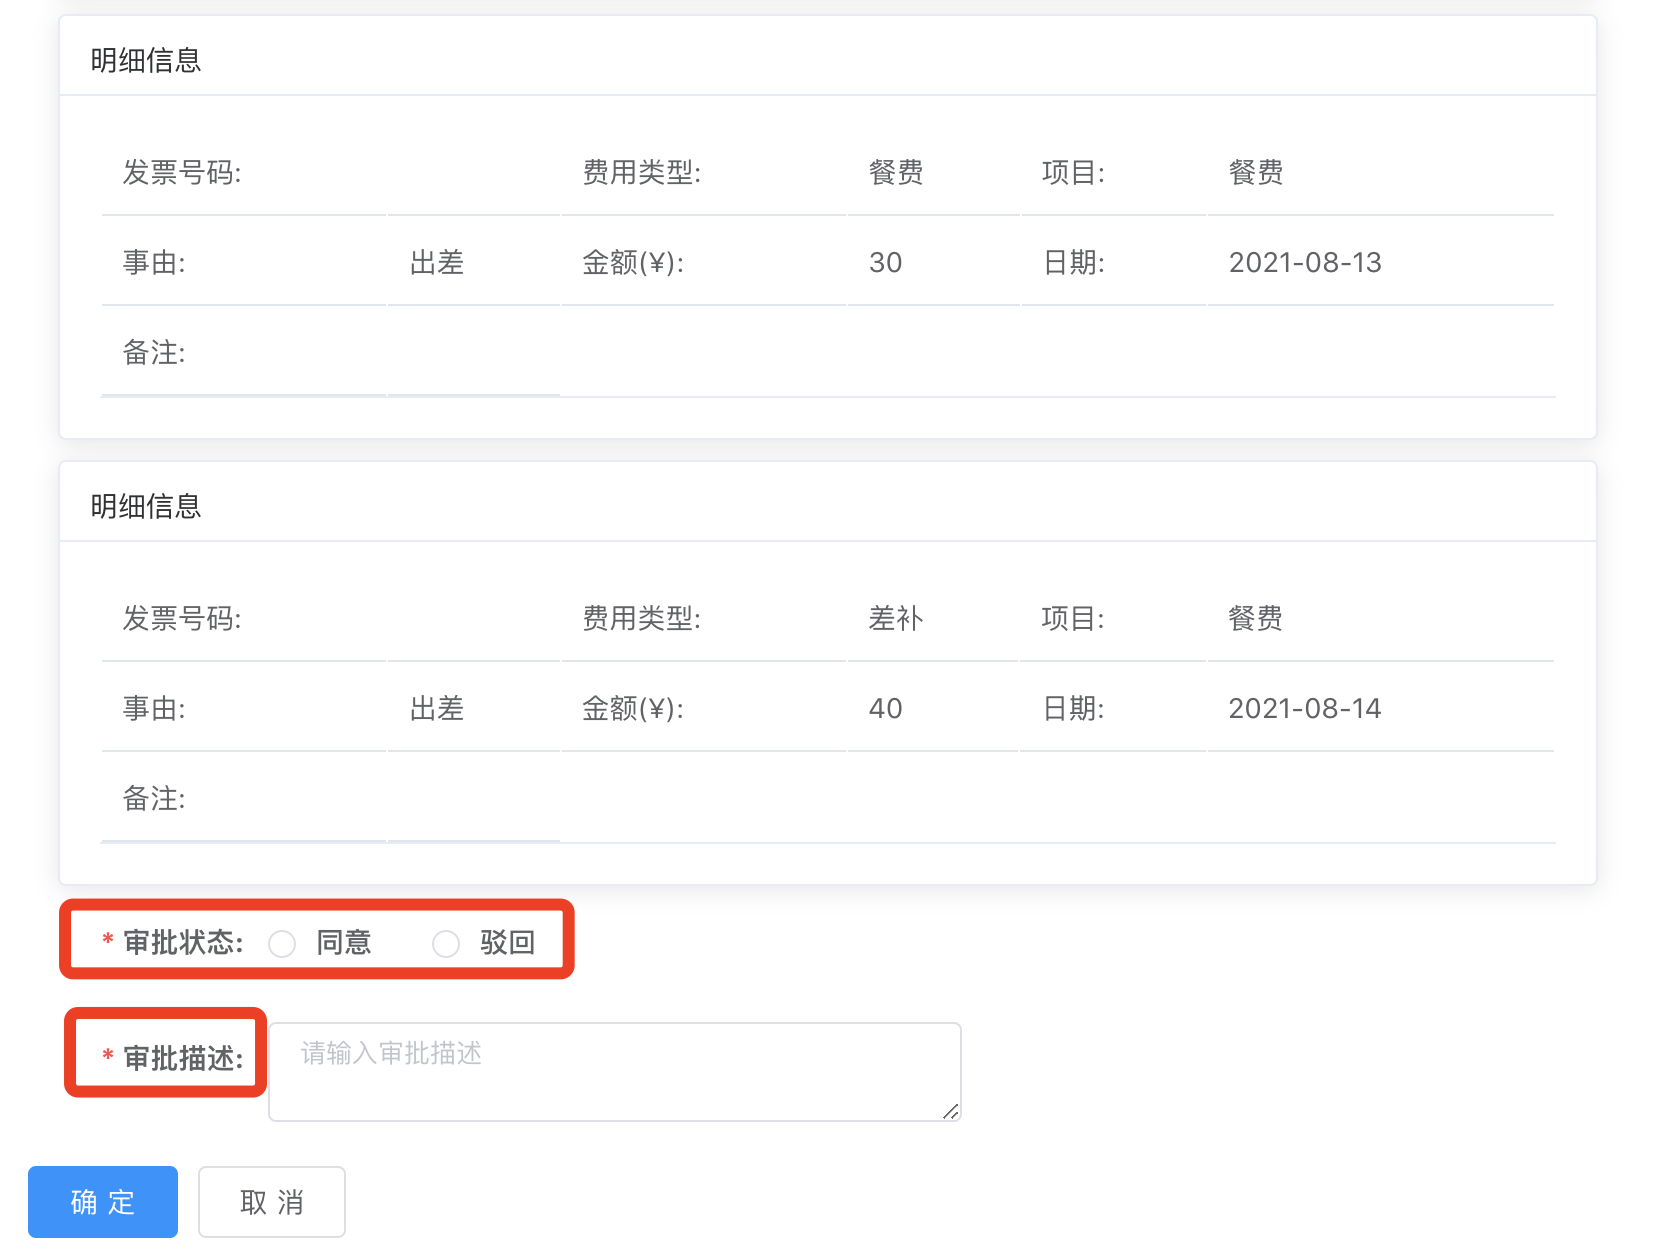 明细信息
发票号码: 费用类型: 餐费 项目: 餐费
事由: 出差 金额(¥): 30 日期: 2021-08-13
备注:
明细信息
发票号码: 费用类型: 差补 项目: 餐费
事由: 出差 金额(¥): 40 日期: 2021-08-14
备注:
* 审批状态: 同意 驳回
* 审批描述: 请输入审批描述
确定 取消